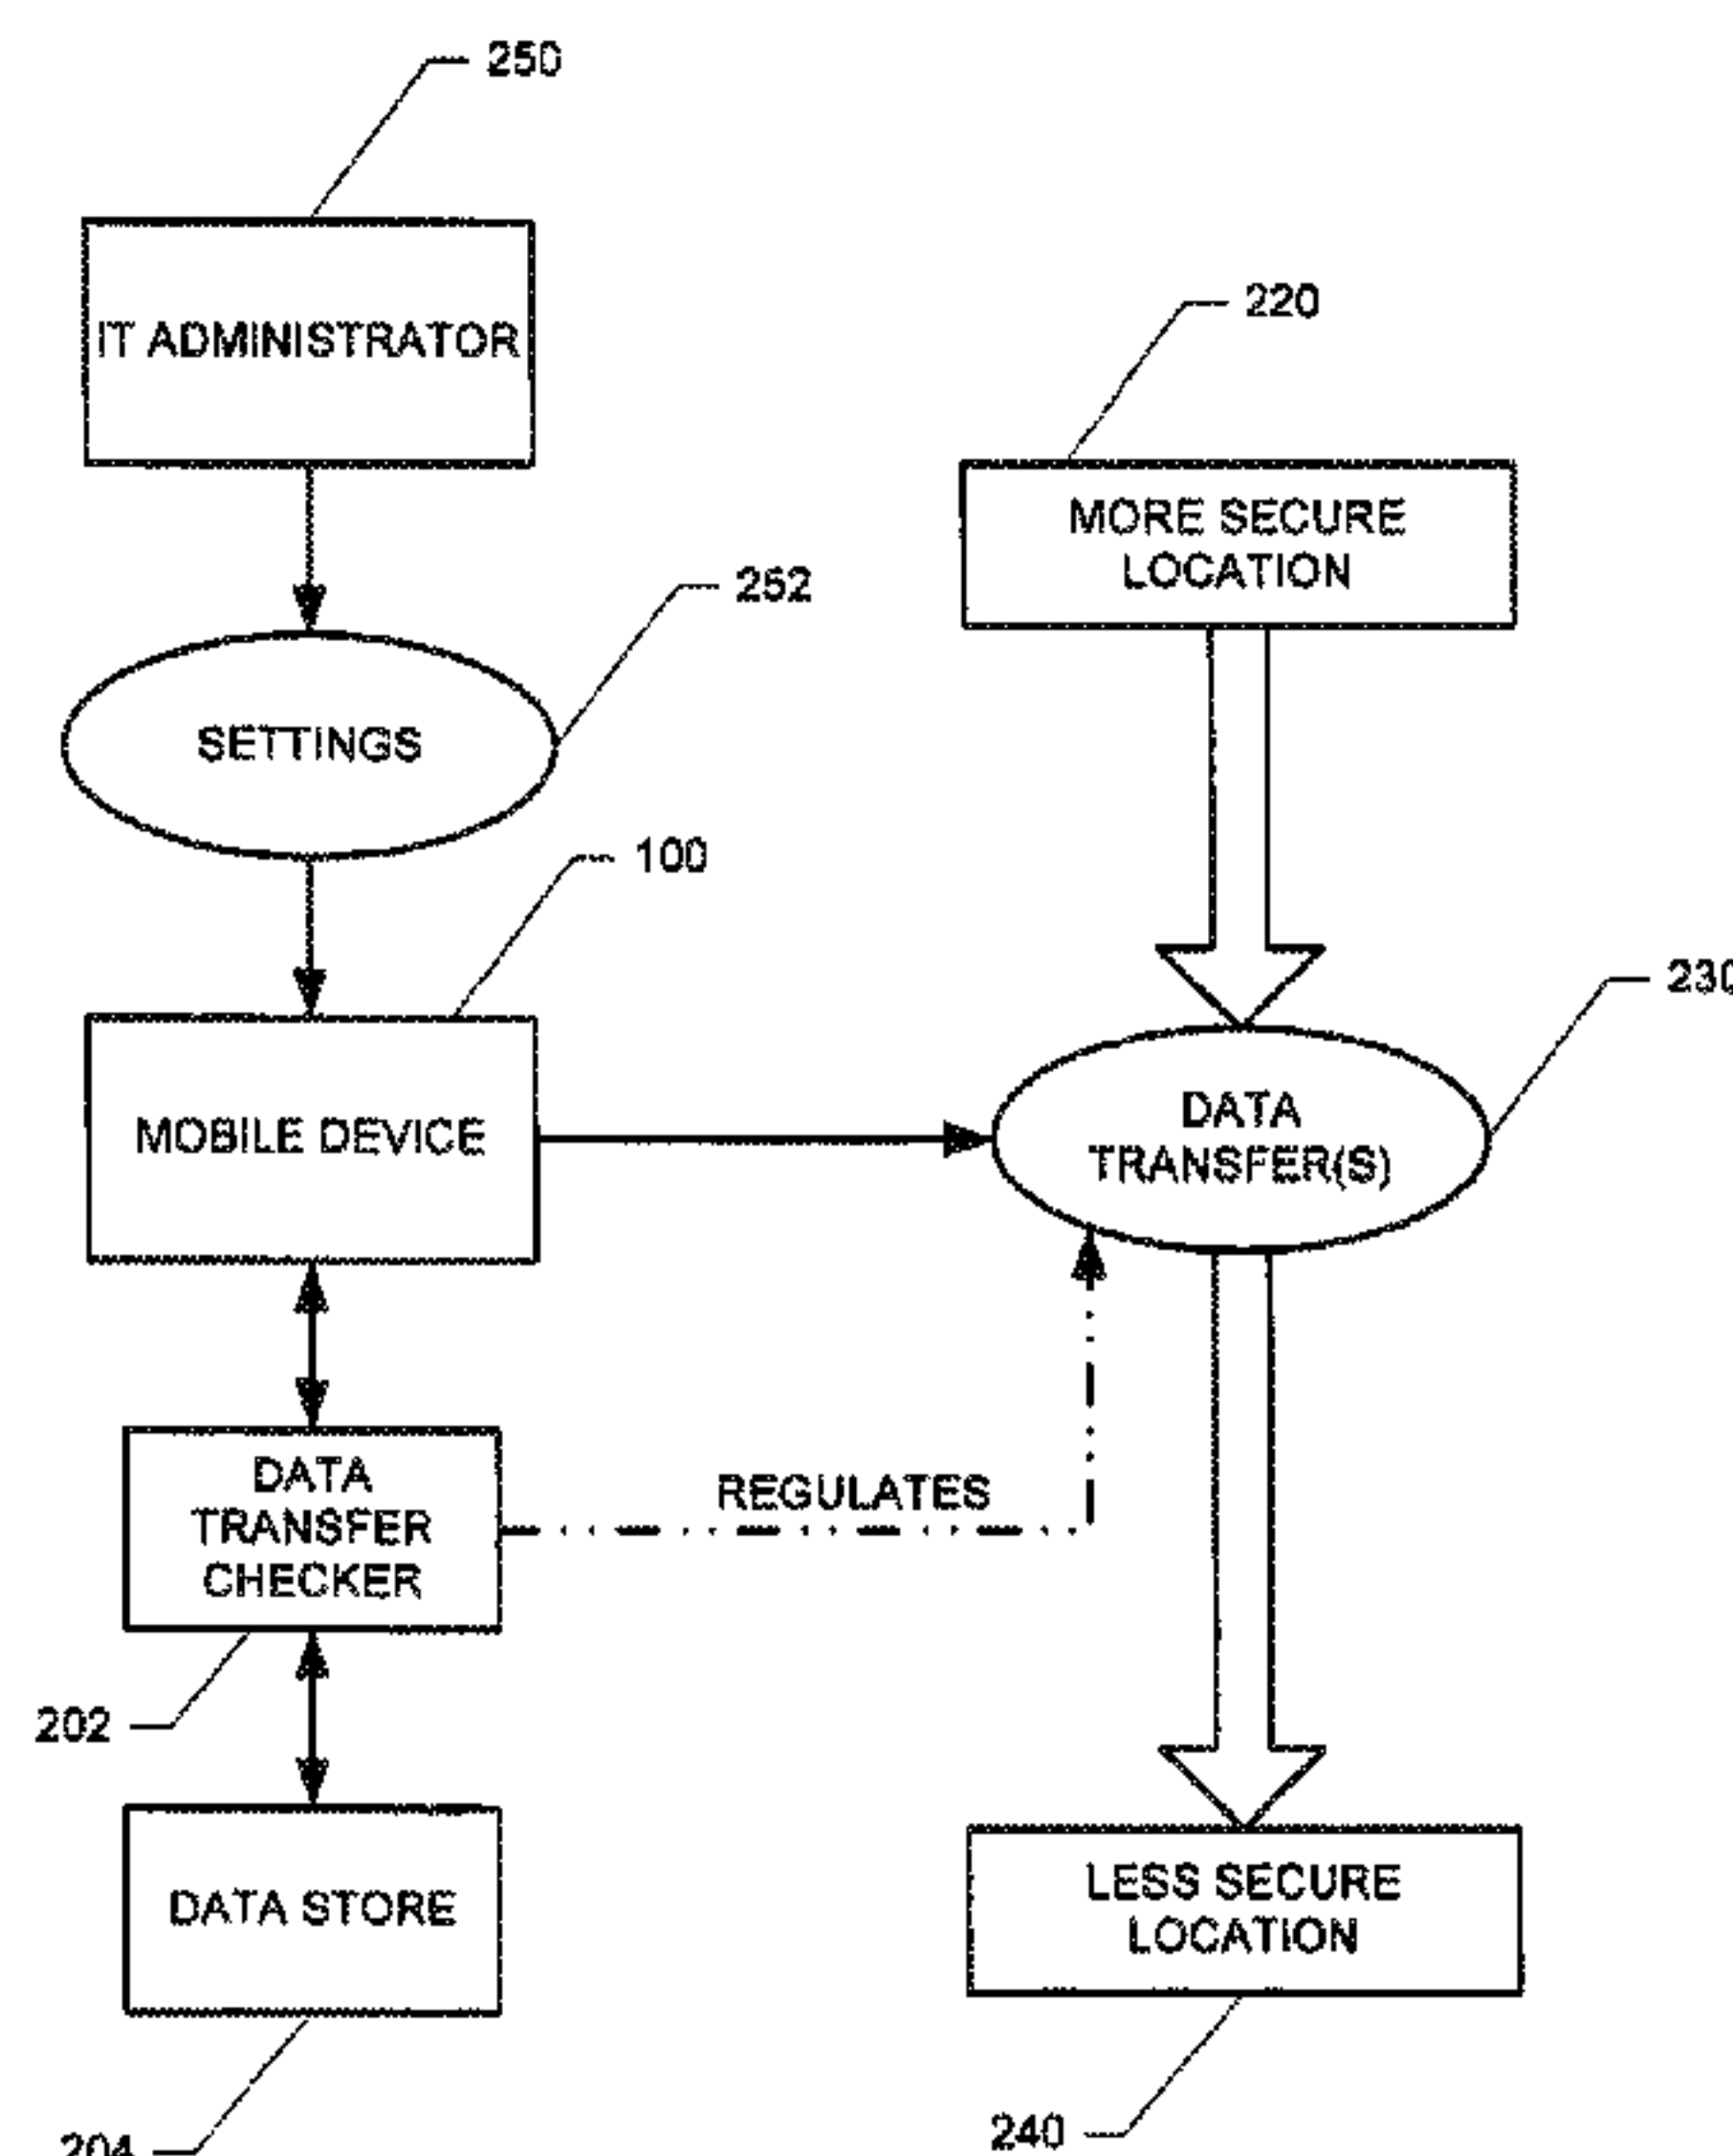 250
IT ADMINISTRATOR
220
MORE SECURE
LOCATION
252
SETTINGS
100
230
MOBILE DEVICE
DATA
TRANSFER(S)
DATA
TRANSFER
CHECKER
REGULATES
202
DATA STORE
LESS SECURE
LOCATION
204
240